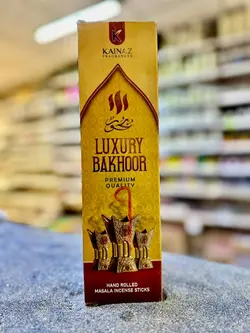 KAINAZ
FRAGRANCES
LUXURY
BAKHOOR
PREMIUM
QUALITY
HAND ROLLED
MASALA INCENSE STICKS